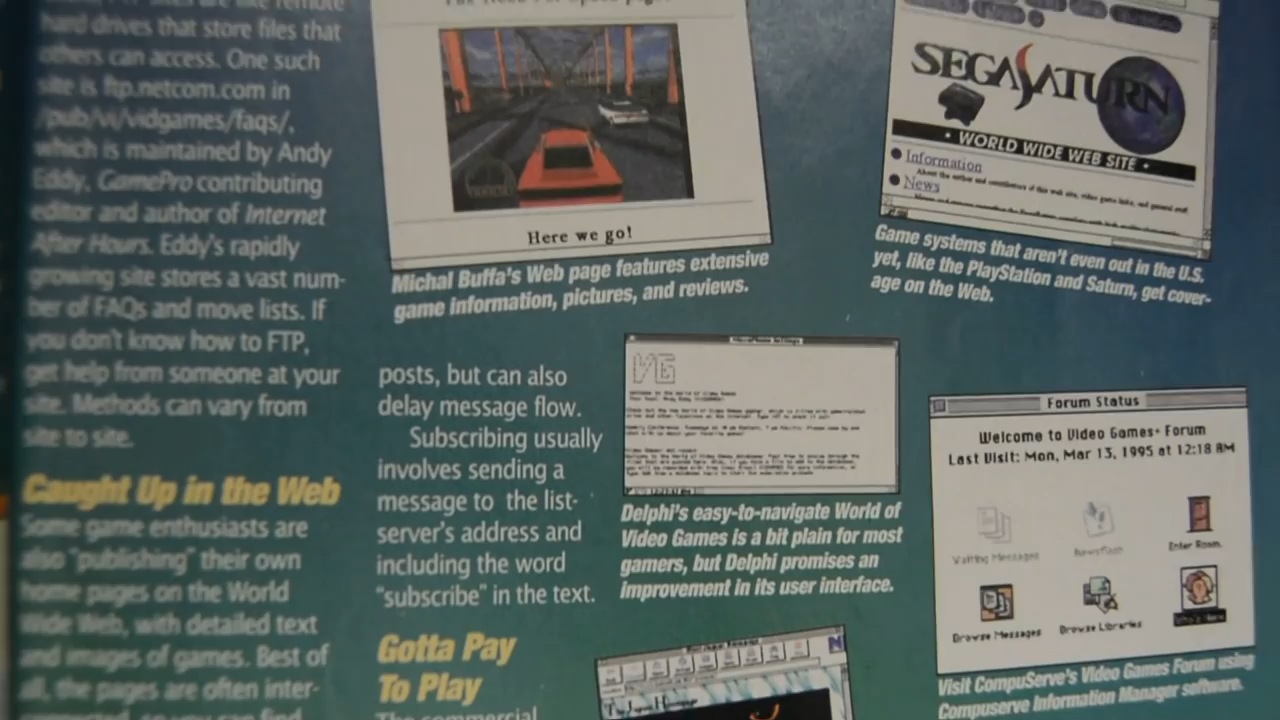 hard drives that store files that
others can access. One such
site is ftp.netcom.com in
/pub/vi/vidgames/faqs/,
which is maintained by Andy
Eddy, GamePro contributing
editor and author of Internet
After Hours. Eddy's rapidly
growing site stores a vast num-
ber of FAQs and move lists. If
you don't know how to FTP,
get help from someone at your
site. Methods can vary from
site to site.
Caught Up in the Web
Some game enthusiasts are
also "publishing" their own
home pages on the World
Wide Web, with detailed text
and images of games. Best of
all, the pages are often inter-
Here we go!
Michal Buffa's Web page features extensive
game information, pictures, and reviews.
posts, but can also
delay message flow.
Subscribing usually
involves sending a
message to the list-
server's address and
including the word
"subscribe" in the text.
Gotta Pay
To Play
The commercial
SEGA SATURN
• WORLD WIDE WEB SITE •
Information
News
Game systems that aren't even out in the U.S.
yet, like the PlayStation and Saturn, get cover-
age on the Web.
VG
Delphi's easy-to-navigate World of
Video Games is a bit plain for most
gamers, but Delphi promises an
improvement in its user interface.
Forum Status
Welcome to Video Games+ Forum
Last Visit: Mon, Mar 13, 1995 at 12:18 AM
Waiting Messages
Newsflash
Enter Room.
Browse Messages
Browse Libraries
Who's Here
Visit CompuServe's Video Games Forum using
Compuserve Information Manager software.